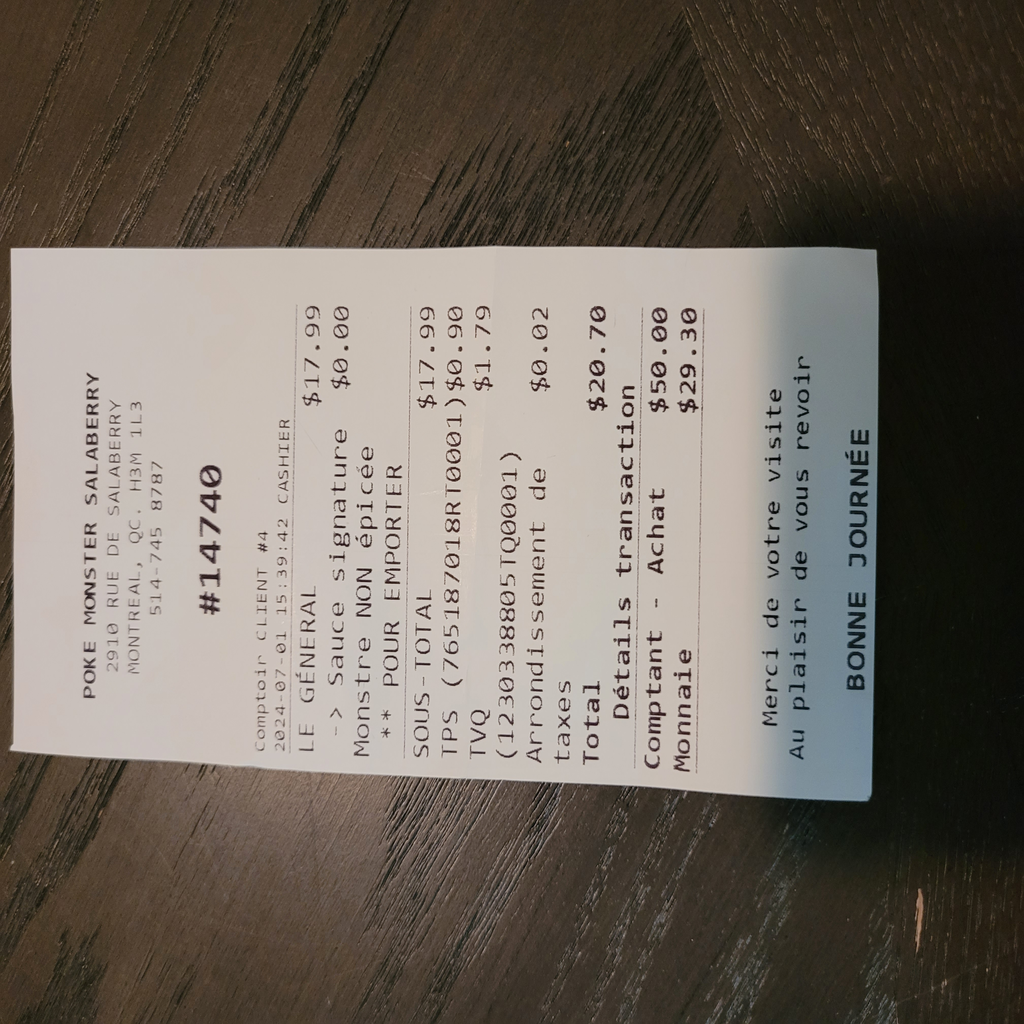 POKE MONSTER SALABERRY
2910 RUE DE SALABERRY
MONTREAL, QC, H3M 1L3
514-745 8787
#14740
Comptoir CLIENT #4
2024-07-01 15:39:42 CASHIER
LE GÉNERAL $17.99
-> Sauce signature $0.00
Monstre NON épicée
** POUR EMPORTER
SOUS-TOTAL $17.99
TPS (765187018RT0001)$0.90
TVQ $1.79
(1230338805TQ0001)
Arrondissement de $0.02
taxes
Total $20.70
Détails transaction
Comptant - Achat $50.00
Monnaie $29.30
Merci de votre visite
Au plaisir de vous revoir
BONNE JOURNÉE